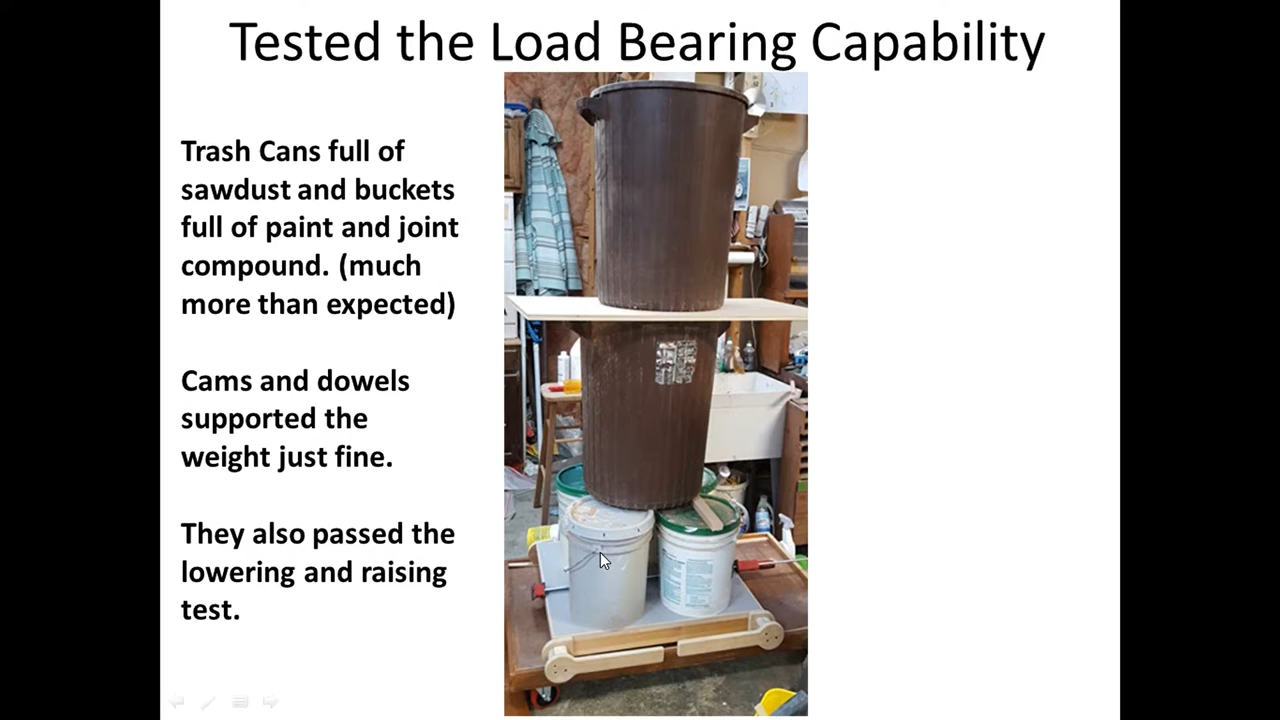 Tested the Load Bearing Capability
Trash Cans full of
sawdust and buckets
full of paint and joint
compound. (much
more than expected)
Cams and dowels
supported the
weight just fine.
They also passed the
lowering and raising
test.